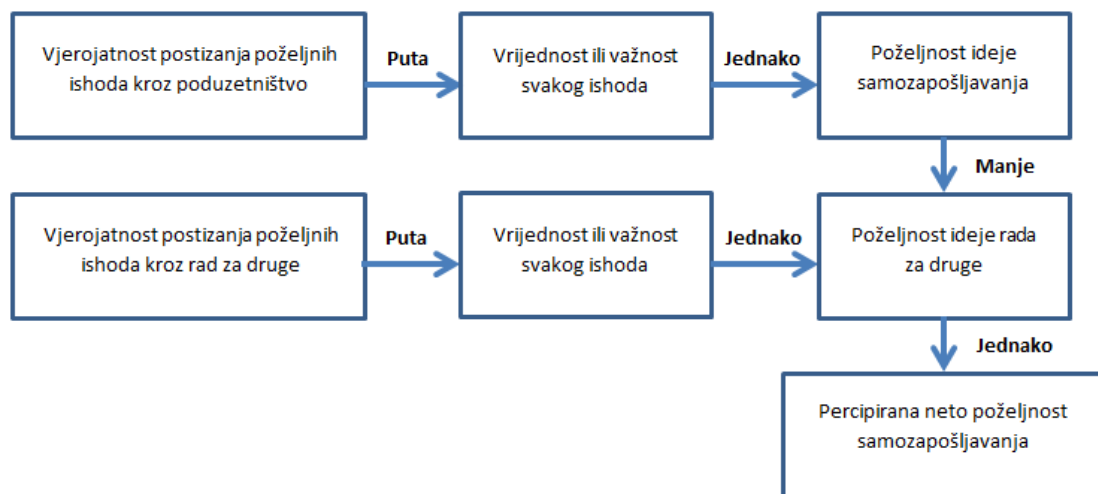 Vjerojatnost postizanja poželjnih
ishoda kroz poduzetništvo
Puta
Vrijednost ili važnost
svakog ishoda
Jednako
Poželjnost ideje
samozapošljavanja
Manje
Vjerojatnost postizanja poželjnih
ishoda kroz rad za druge
Puta
Vrijednost ili važnost
svakog ishoda
Jednako
Poželjnost ideje rada
za druge
Jednako
Percipirana neto poželjnost
samozapošljavanja